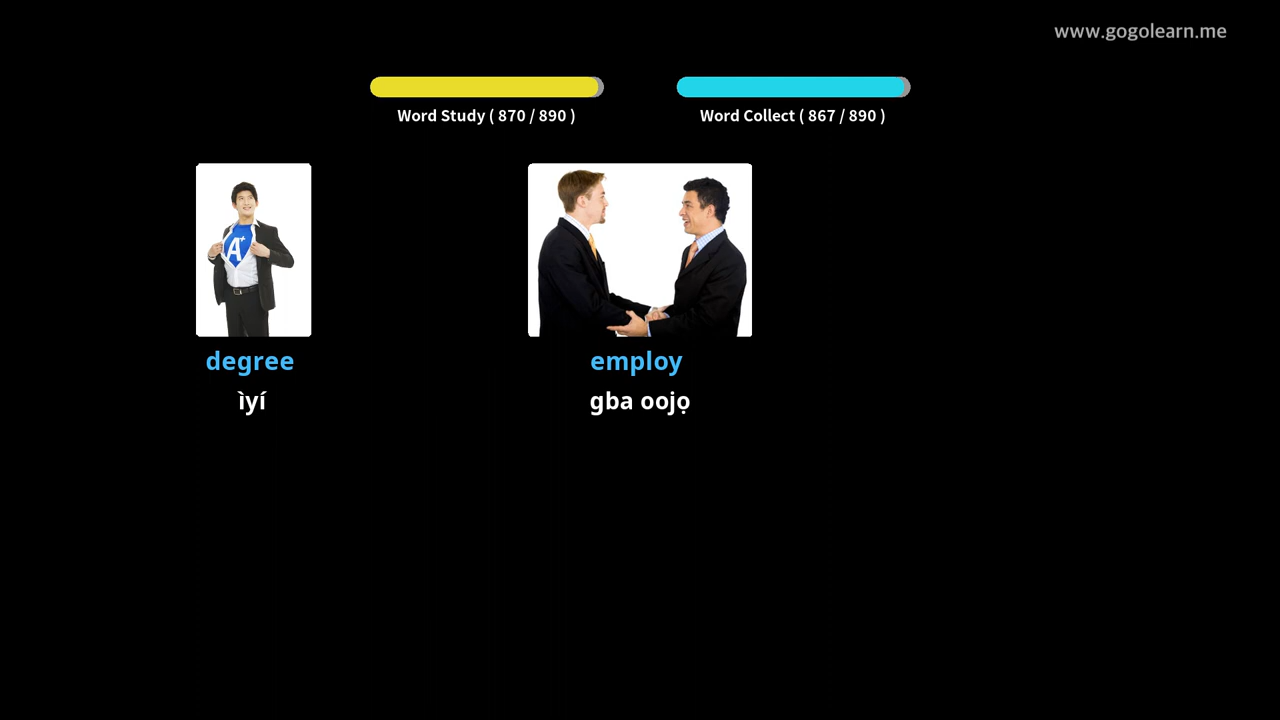 www.gogolearn.me
Word Study ( 870 / 890 )
Word Collect ( 867 / 890 )
A+
degree
ìyí
employ
gba oojọ